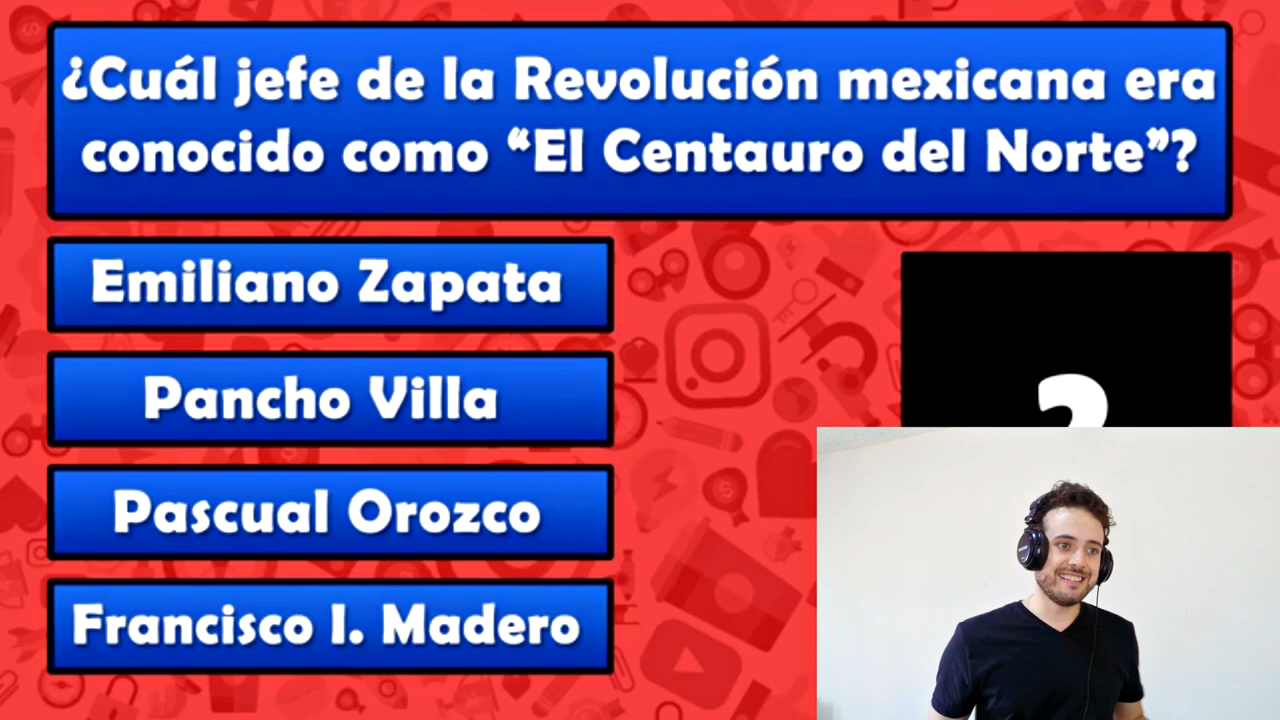 ¿Cuál jefe de la Revolución mexicana era
conocido como “El Centauro del Norte”?
Emiliano Zapata
Pancho Villa
Pascual Orozco
Francisco I. Madero
?